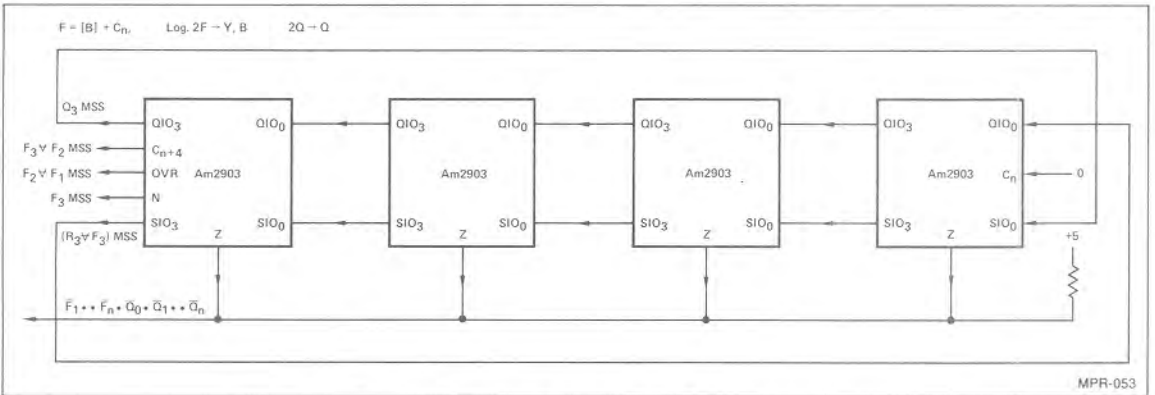 F = [B] + Cn,   Log. 2F → Y, B   2Q → Q
Q3 MSS
QIO3 QIO0 QIO3 QIO0 QIO3 QIO0 QIO3 QIO0
F3 ∀ F2 MSS
Cn+4
F2 ∀ F1 MSS
OVR Am2903 Am2903 Am2903 Am2903 Cn 0
F3 MSS
N
SIO3 SIO0 SIO3 SIO0 SIO3 SIO0 SIO3 SIO0
(R3 ∀ F3) MSS
Z Z Z Z +5
F̄1 • • F̄n • Q̄0 • Q̄1 • • Q̄n
MPR-053